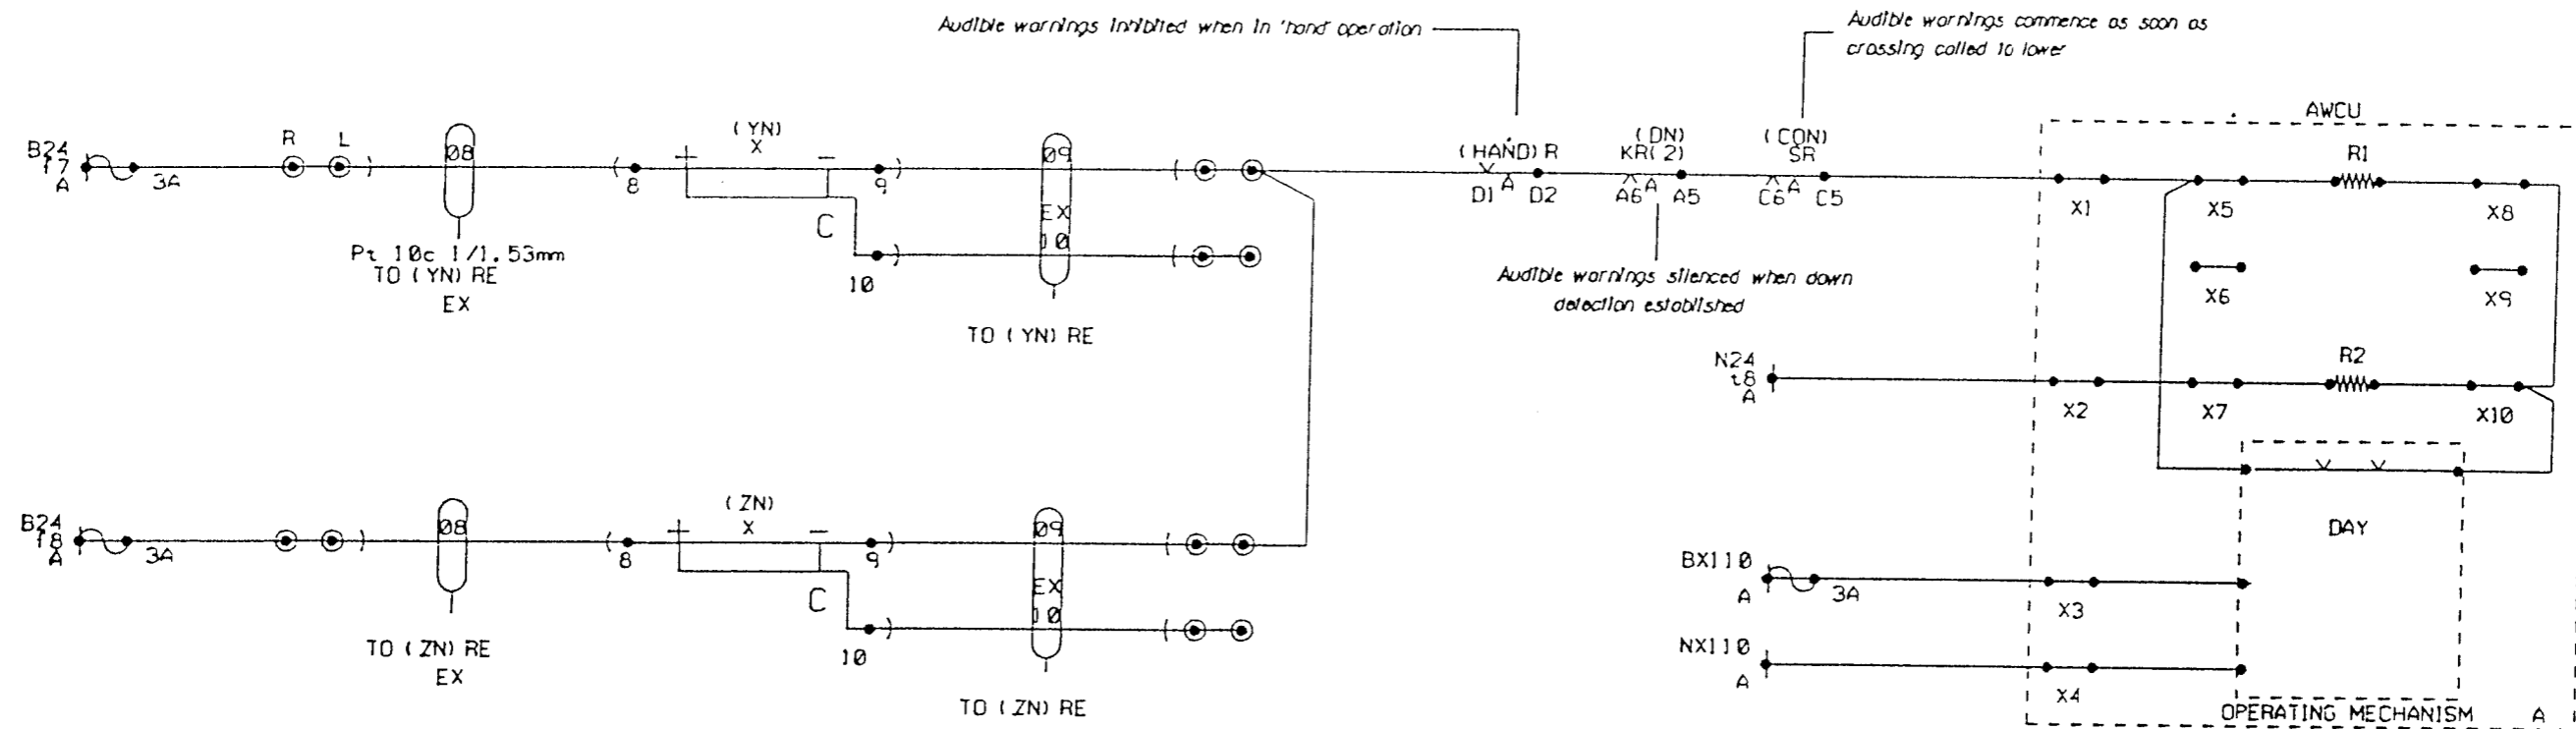 Audible warnings inhibited when in 'hand' operation
Audible warnings commence as soon as
crossing called to lower
AWCU
B24
f7
A
3A
R
L
08
Pt 10c 1/1.53mm
TO (YN) RE
EX
8
+
(YN)
X
-
9
C
10
09
EX
10
TO (YN) RE
(HAND) R
D1
A
D2
(DN)
KR(2)
A6
A
A5
(CON)
SR
C6
A
C5
Audible warnings silenced when down
detection established
X1
X5
R1
X8
X6
X9
N24
t8
A
X2
X7
R2
X10
B24
f8
A
3A
08
TO (ZN) RE
EX
8
+
(ZN)
X
-
9
C
10
09
EX
10
TO (ZN) RE
DAY
BX110
A
3A
X3
NX110
A
X4
OPERATING MECHANISM
A